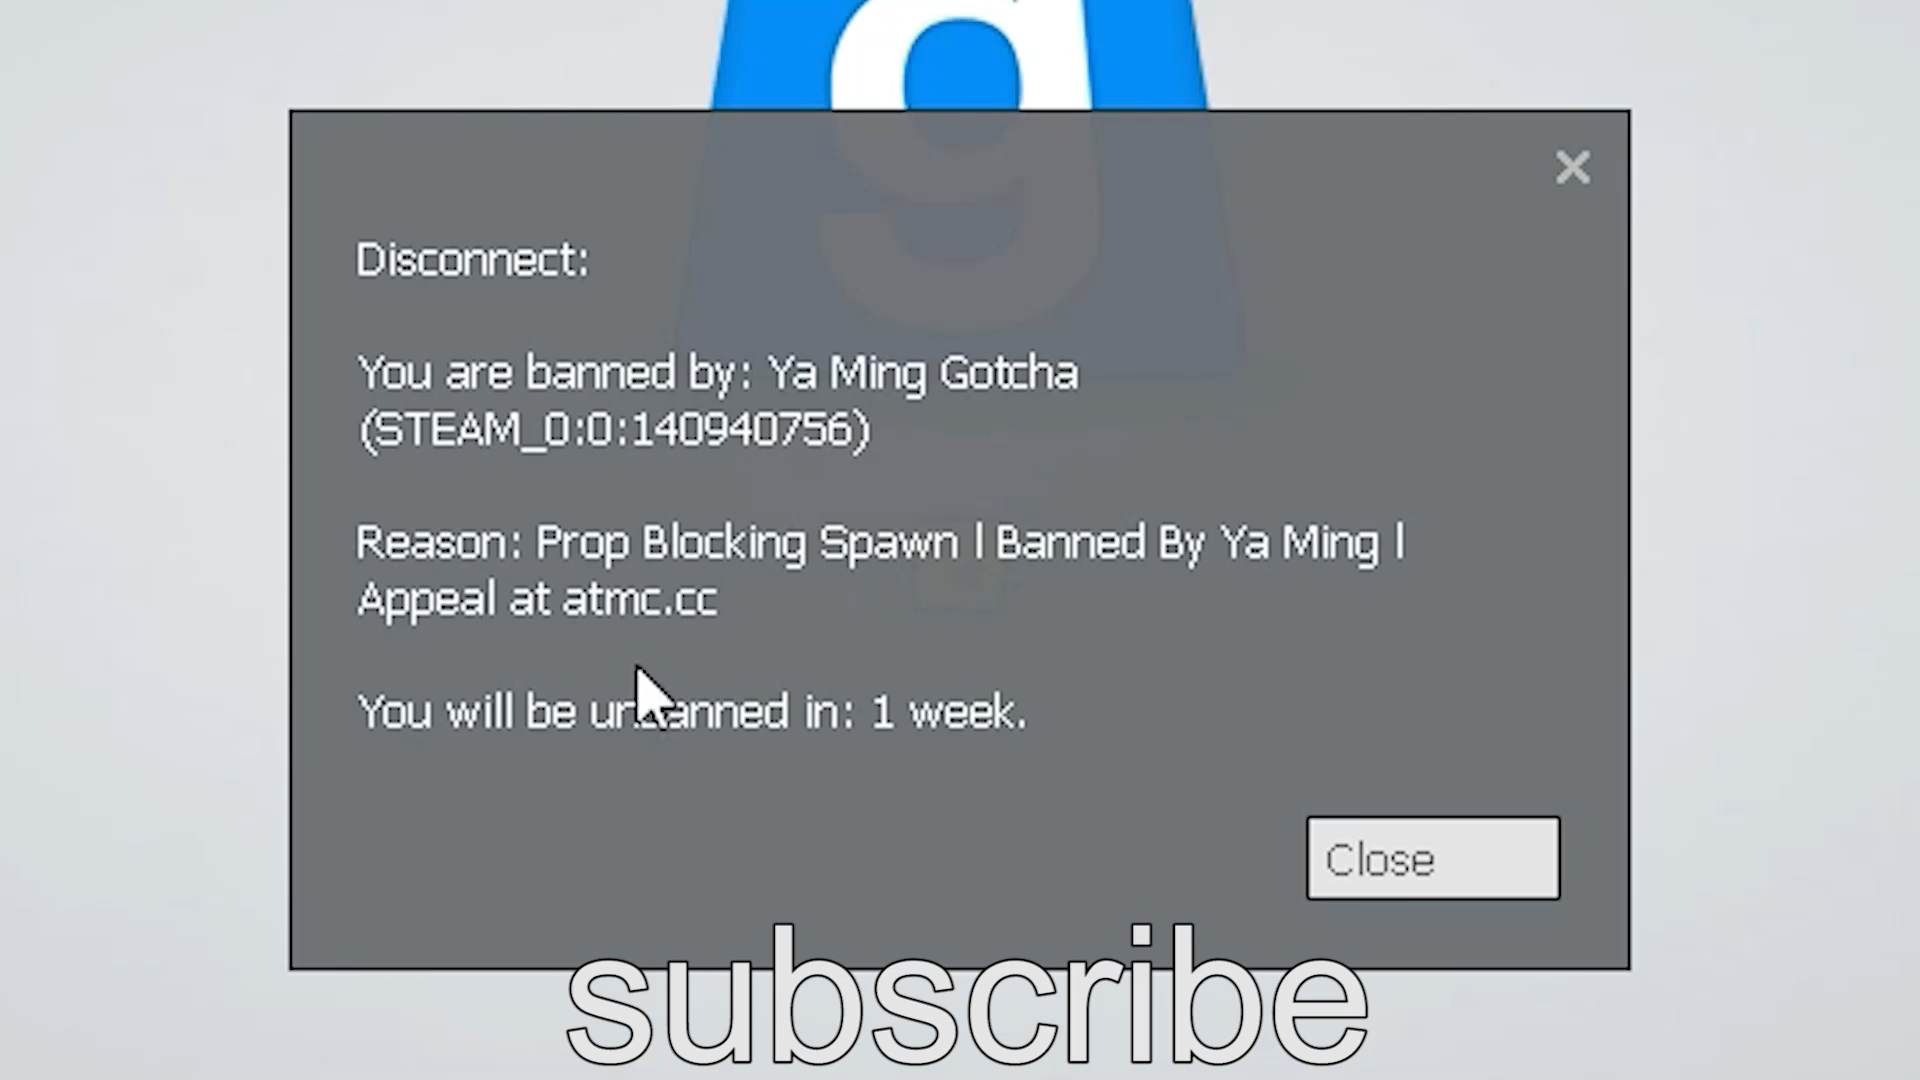 g
Disconnect:
You are banned by: Ya Ming Gotcha
(STEAM_0:0:140940756)
Reason: Prop Blocking Spawn | Banned By Ya Ming |
Appeal at atmc.cc
You will be unbanned in: 1 week.
Close
subscribe